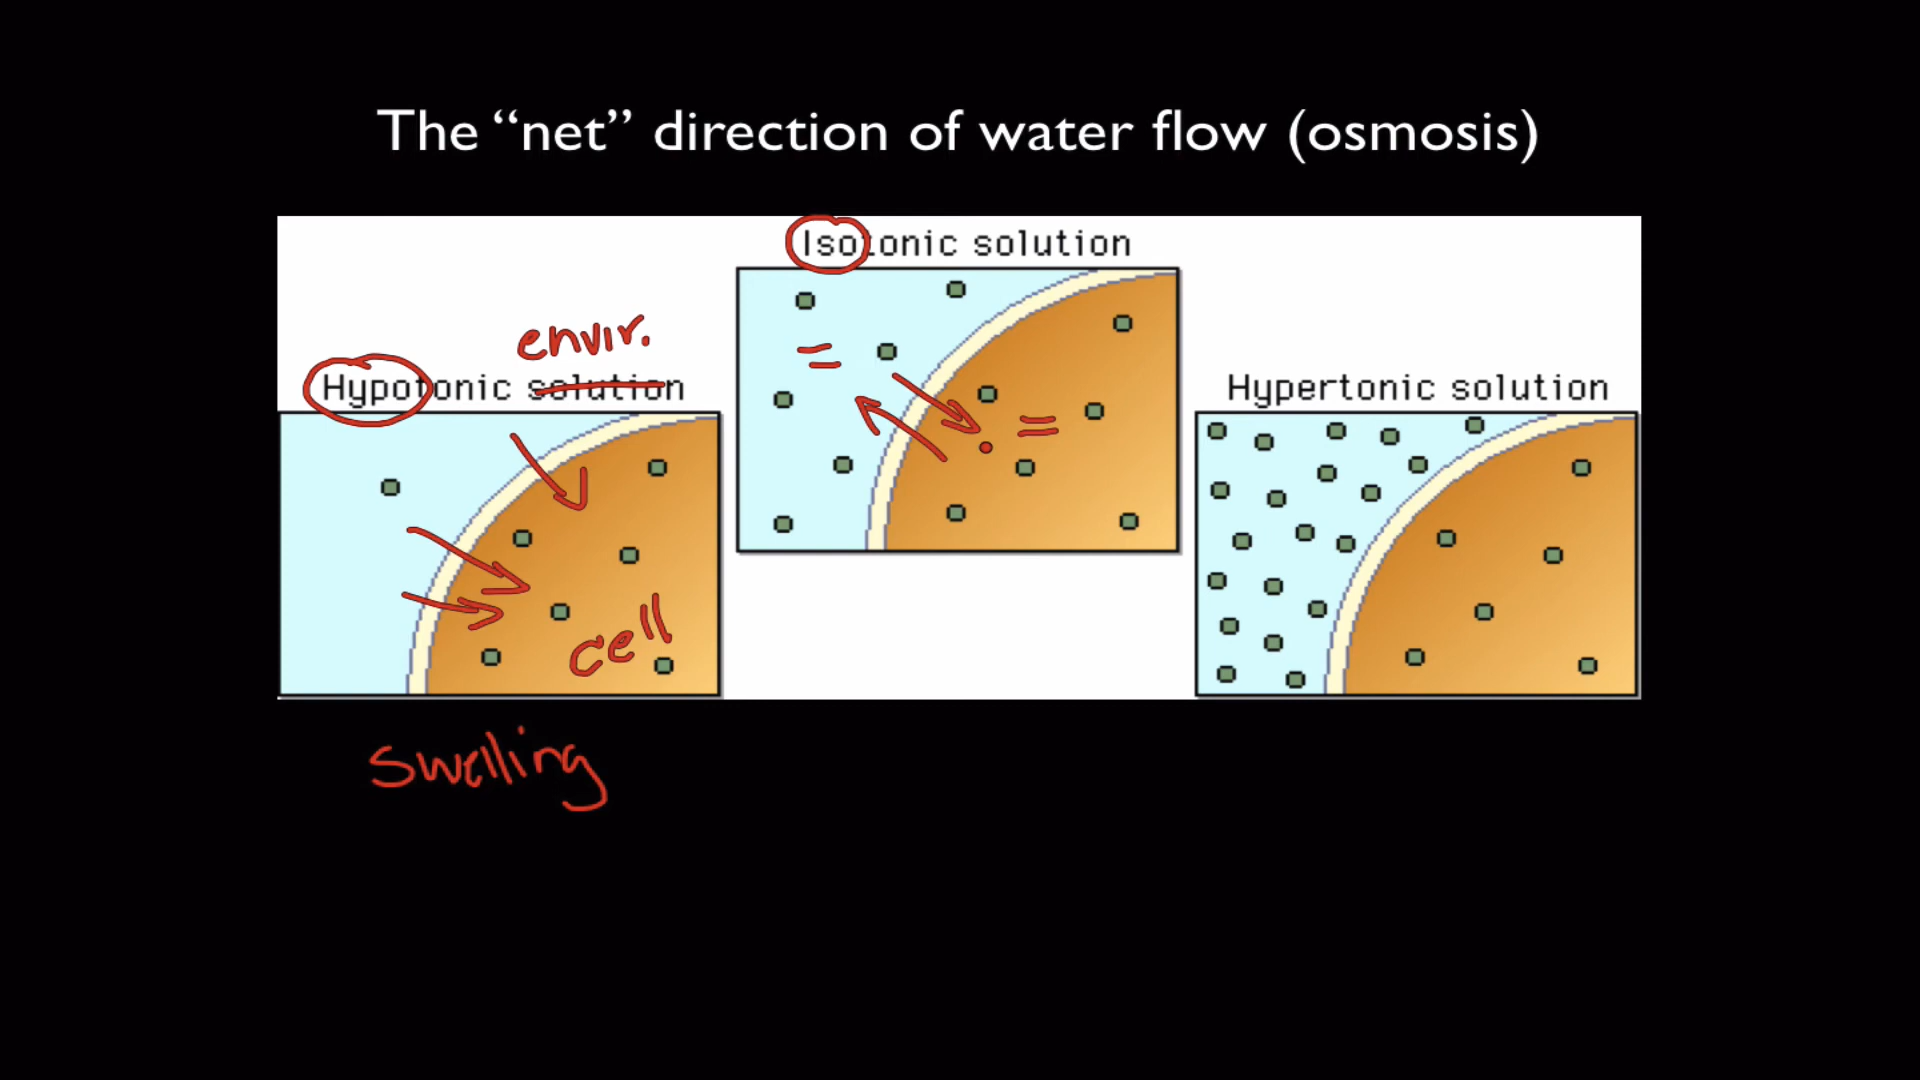 The “net” direction of water flow (osmosis)
Isotonic solution
=
=
envir.
Hypotonic solution
cell
Hypertonic solution
swelling